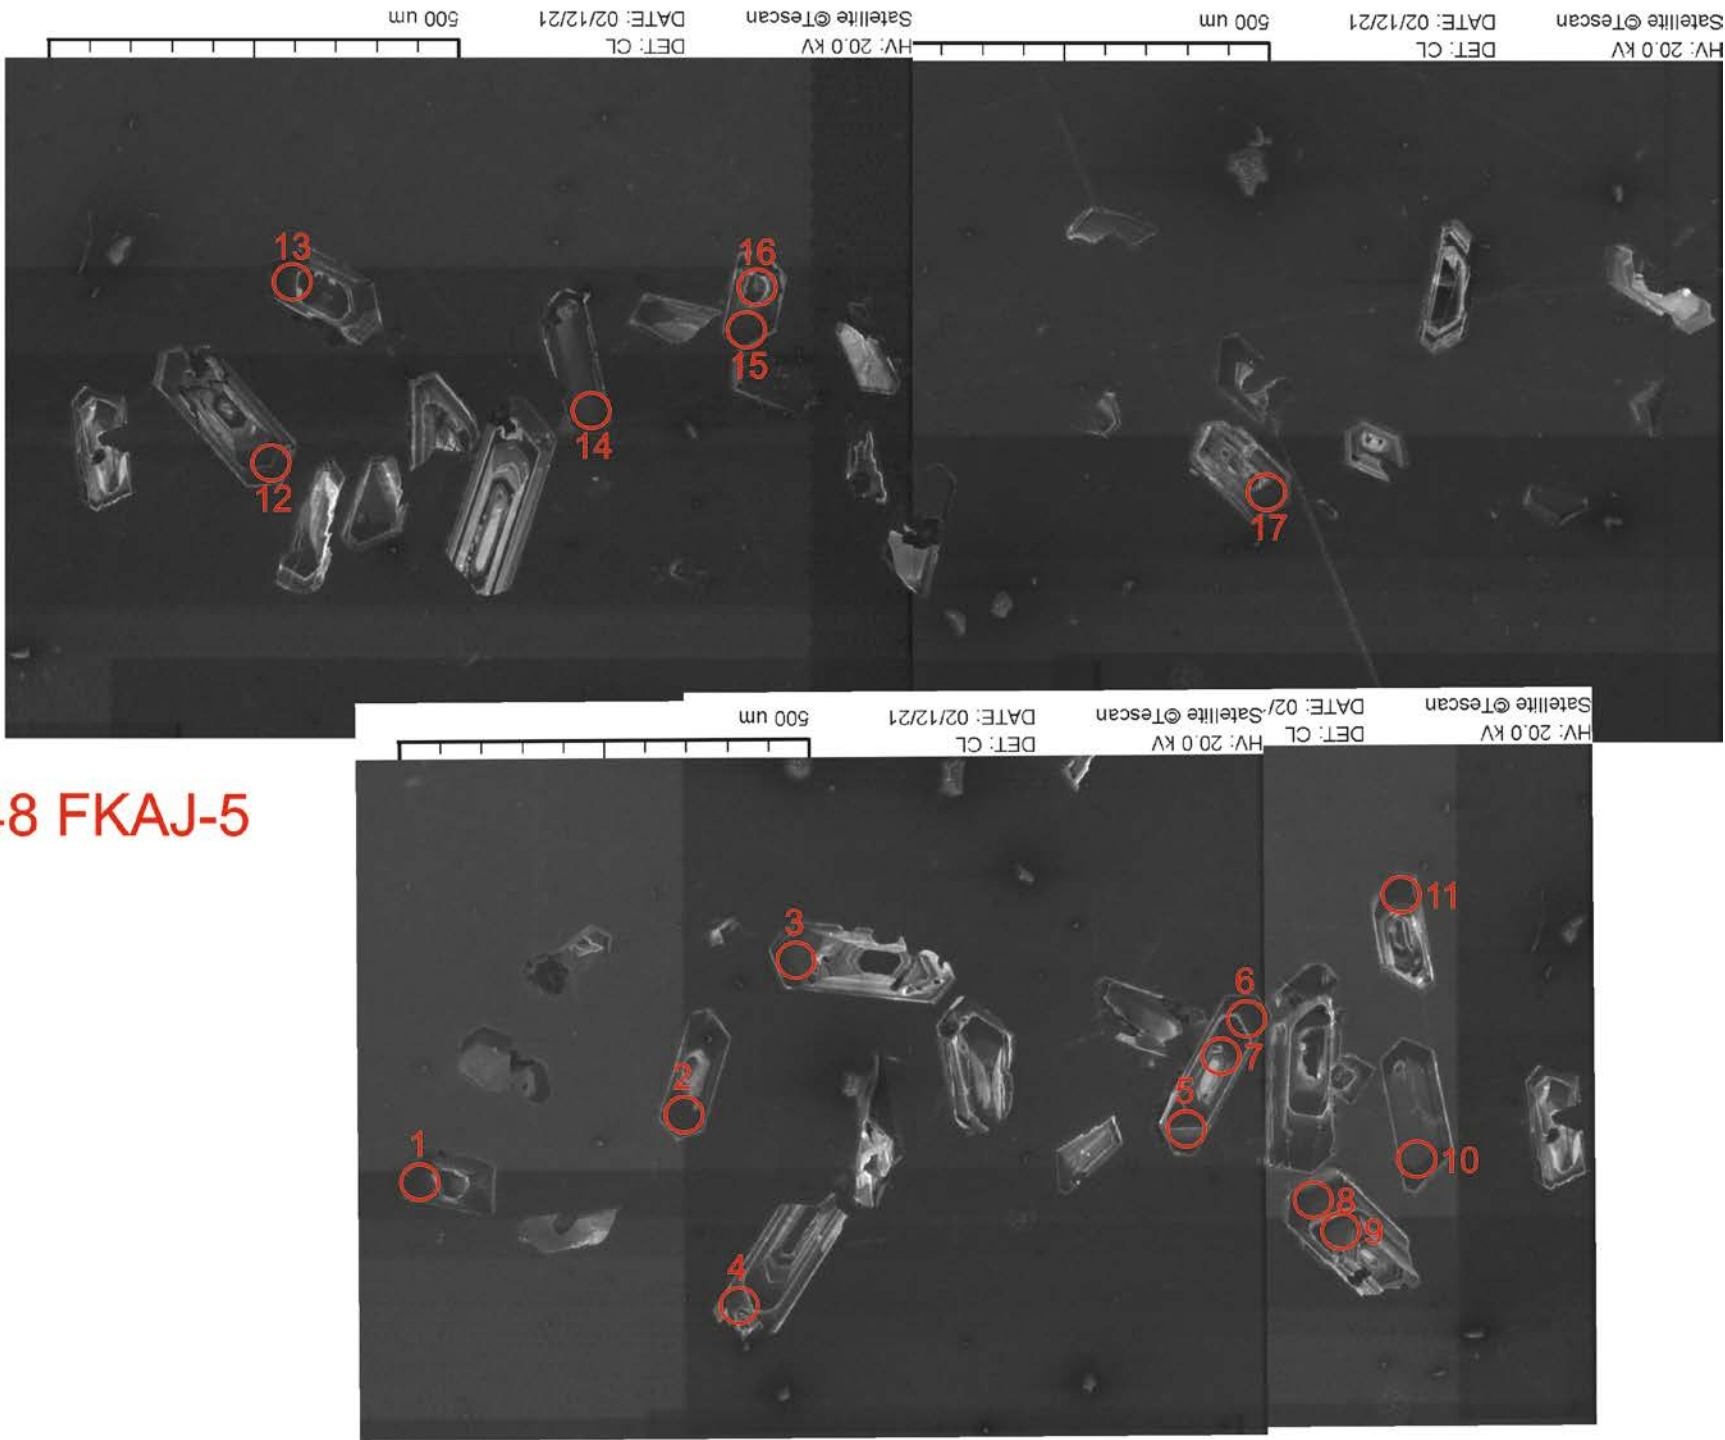 500 um DATE: 02/12/21 Satellite ©Tescan
DET: CL HV: 20.0 kV
500 um DATE: 02/12/21 Satellite ©Tescan
DET: CL HV: 20.0 kV
13
16
15
14
12
17
500 um DATE: 02/12/21 Satellite ©Tescan
DET: CL HV: 20.0 kV
DATE: 02/ Satellite ©Tescan
DET: CL HV: 20.0 kV
-8 FKAJ-5
11
3
6
7
2
5
1
10
8
9
4